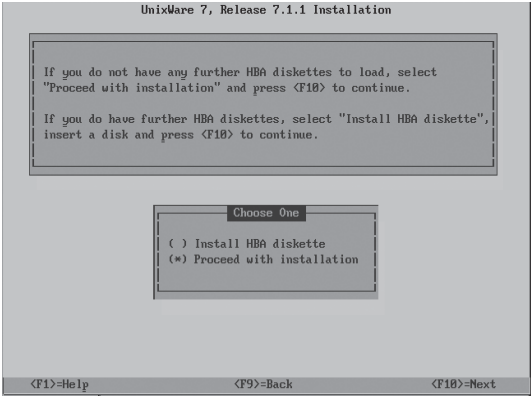 UnixWare 7, Release 7.1.1 Installation
If you do not have any further HBA diskettes to load, select
"Proceed with installation" and press <F10> to continue.
If you do have further HBA diskettes, select "Install HBA diskette",
insert a disk and press <F10> to continue.
Choose One
( ) Install HBA diskette
(*) Proceed with installation
<F1>=Help <F9>=Back <F10>=Next